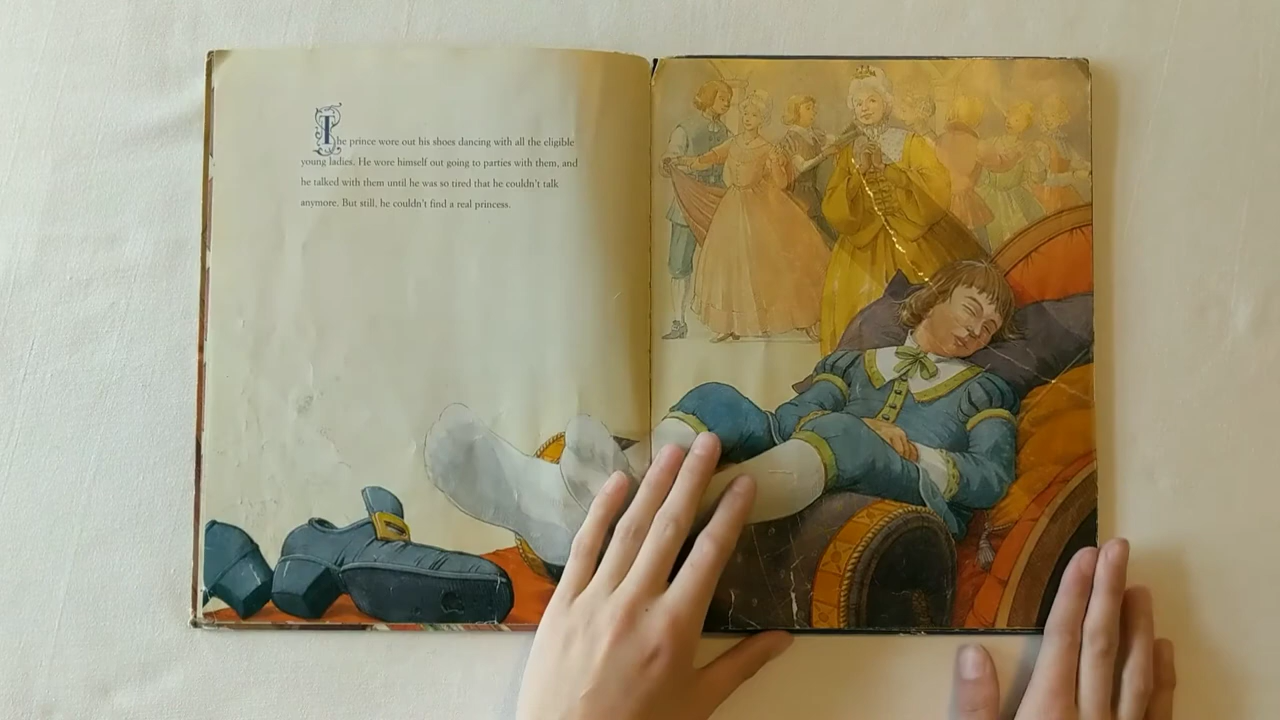 The prince wore out his shoes dancing with all the eligible
young ladies. He wore himself out going to parties with them, and
he talked with them until he was so tired that he couldn't talk
anymore. But still, he couldn't find a real princess.